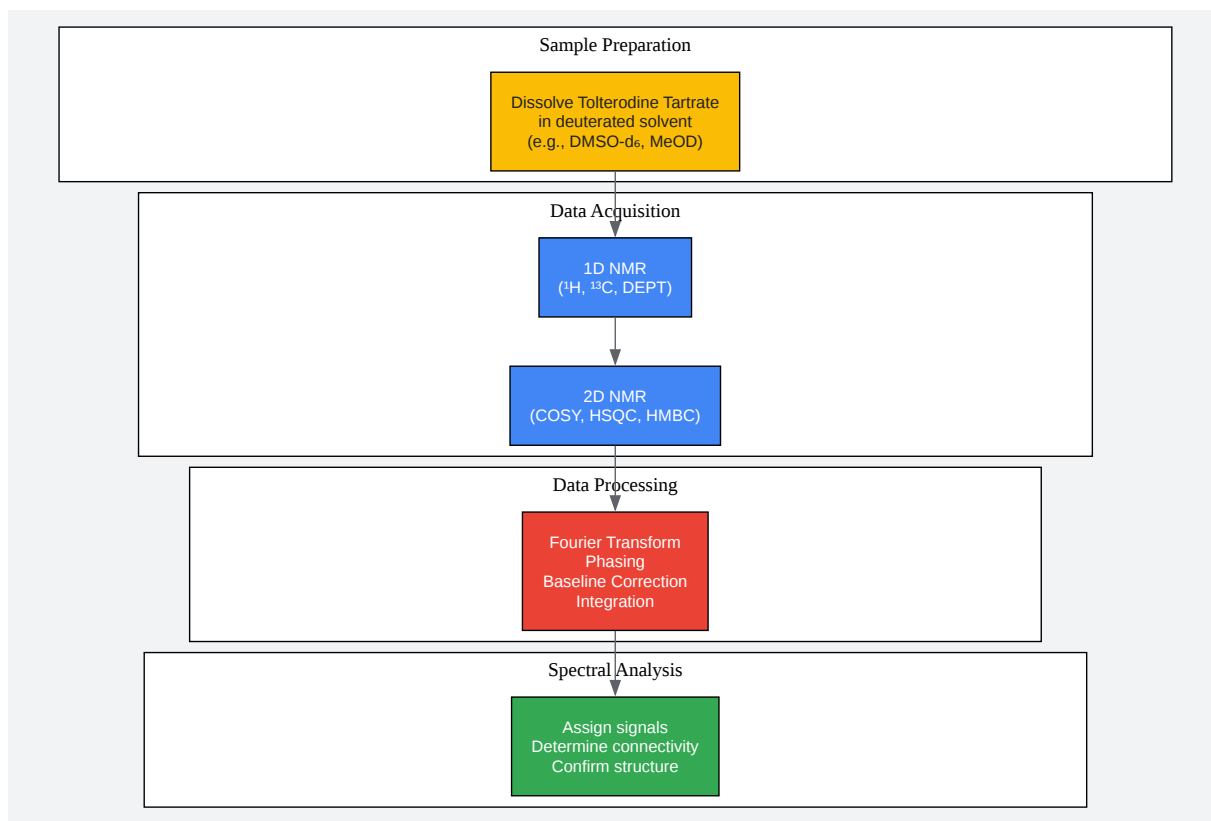 Sample Preparation
Dissolve Tolterodine Tartrate
in deuterated solvent
(e.g., DMSO-d₆, MeOD)
Data Acquisition
1D NMR
(¹H, ¹³C, DEPT)
2D NMR
(COSY, HSQC, HMBC)
Data Processing
Fourier Transform
Phasing
Baseline Correction
Integration
Spectral Analysis
Assign signals
Determine connectivity
Confirm structure